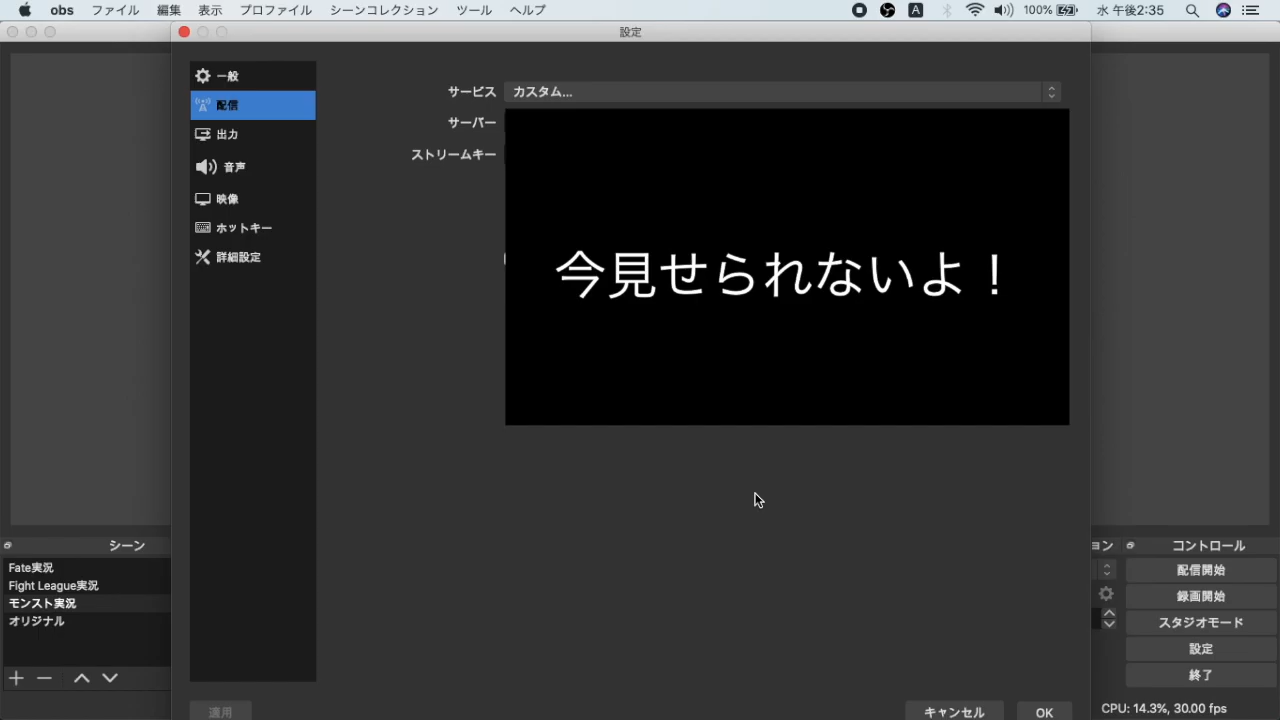 obs ファイル 編集 表示 プロファイル シーンコレクション ツール ヘルプ A 100% 水 午後2:35
設定
一般
配信
出力
音声
映像
ホットキー
詳細設定
サービス カスタム...
サーバー
ストリームキー
今見せられないよ！
適用 キャンセル OK
シーン
Fate実況
Fight League実況
モンスト実況
オリジナル
ョン
コントロール
配信開始
録画開始
スタジオモード
設定
終了
CPU: 14.3%, 30.00 fps